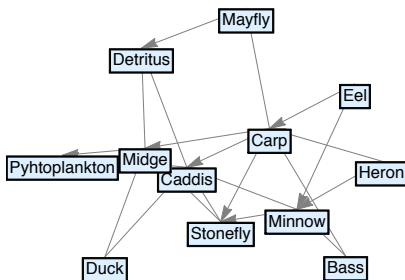 Mayfly
Detritus
Eel
Carp
Pyhtoplankton
Midge
Heron
Caddis
Minnow
Stonefly
Duck
Bass